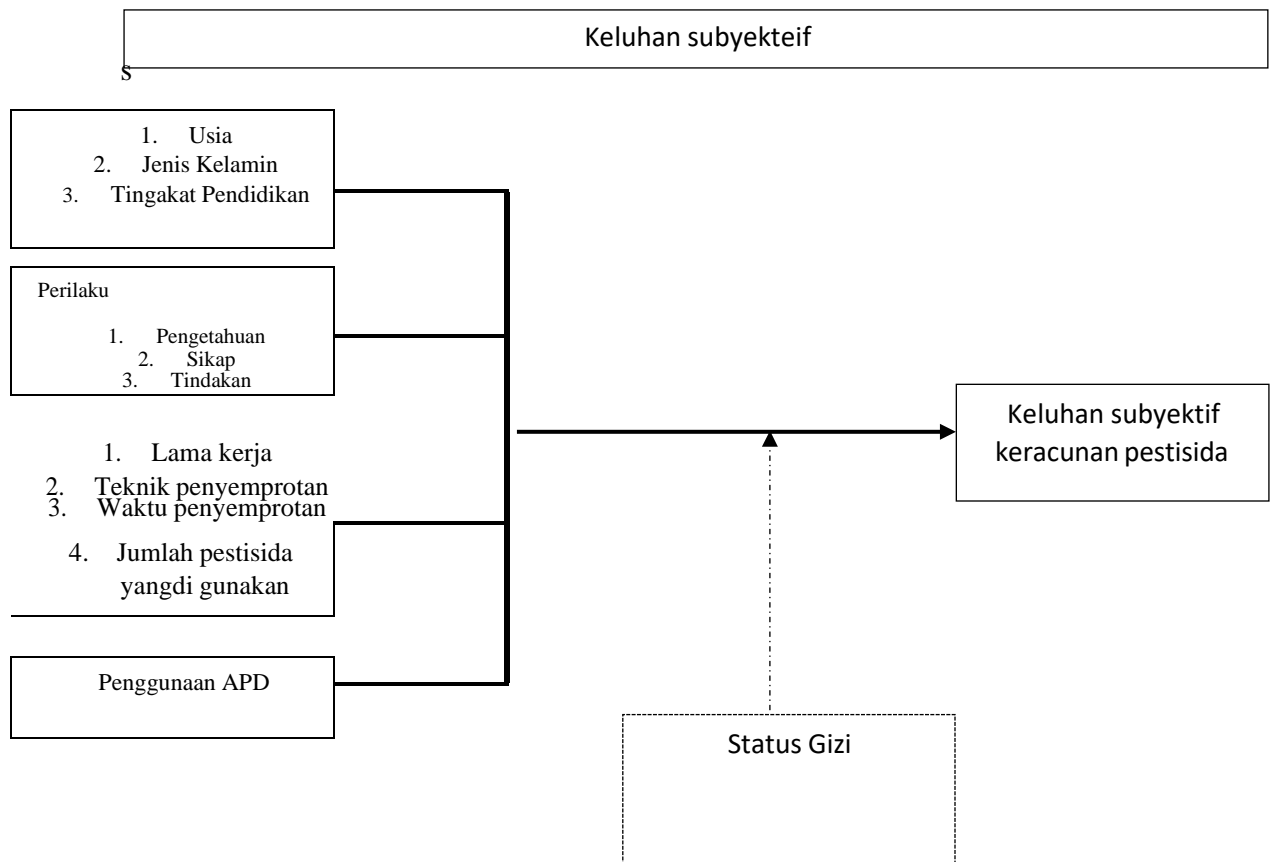 Keluhan subyekteif
s
1. Usia
2. Jenis Kelamin
3. Tingakat Pendidikan
Perilaku
1. Pengetahuan
2. Sikap
3. Tindakan
1. Lama kerja
2. Teknik penyemprotan
3. Waktu penyemprotan
4. Jumlah pestisida
yangdi gunakan
Penggunaan APD
Keluhan subyektif
keracunan pestisida
Status Gizi